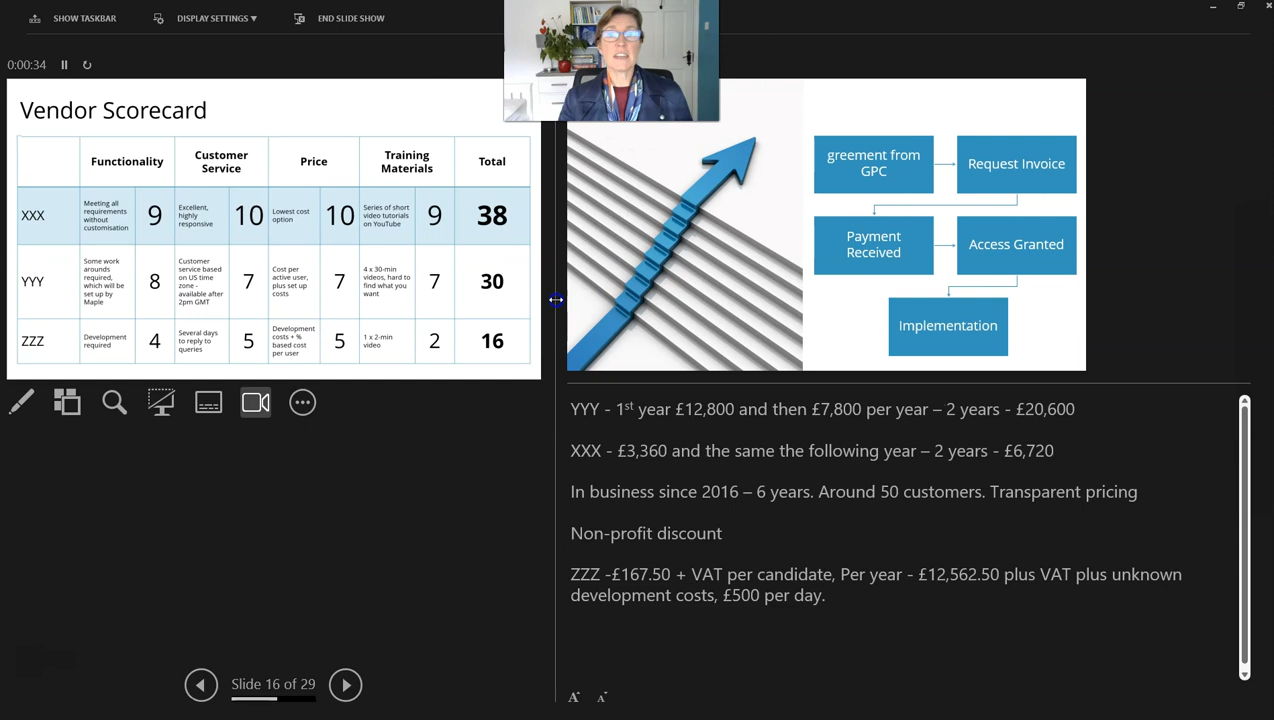 SHOW TASKBAR
DISPLAY SETTINGS ▼
END SLIDE SHOW
0:00:34
Vendor Scorecard
Functionality
Customer
Service
Price
Training
Materials
Total
XXX
Meeting all
requirements
without
customisation
9
Excellent,
highly
responsive
10
Lowest cost
option
10
Series of short
video tutorials
on YouTube
9
38
YYY
Some work
arounds
required,
which will be
set up by
Maple
8
Customer
service based
on US time
zone -
available after
2pm GMT
7
Cost per
active user,
plus set up
costs
7
4 x 30-min
videos, hard to
find what you
want
7
30
ZZZ
Development
required
4
Several days
to reply to
queries
5
Development
costs + %
based cost
per user
5
1 x 2-min
video
2
16
greement from
GPC
Request Invoice
Payment
Received
Access Granted
Implementation
YYY - 1st year £12,800 and then £7,800 per year – 2 years - £20,600
XXX - £3,360 and the same the following year – 2 years - £6,720
In business since 2016 – 6 years. Around 50 customers. Transparent pricing
Non-profit discount
ZZZ -£167.50 + VAT per candidate, Per year - £12,562.50 plus VAT plus unknown
development costs, £500 per day.
Slide 16 of 29
A A